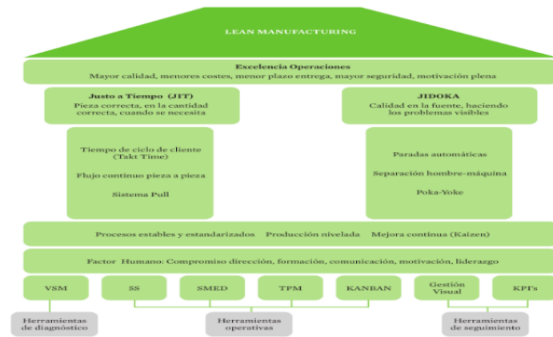 LEAN MANUFACTURING
Excelencia Operaciones
Mayor calidad, menores costes, menor plazo entrega, mayor seguridad, motivación plena
Justo a Tiempo (JIT)
Pieza correcta, en la cantidad
correcta, cuando se necesita
JIDOKA
Calidad en la fuente, haciendo
los problemas visibles
Tiempo de ciclo de cliente
(Takt Time)
Flujo continuo pieza a pieza
Sistema Pull
Paradas automáticas
Separación hombre-máquina
Poka-Yoke
Procesos estables y estandarizados Producción nivelada Mejora continua (Kaizen)
Factor Humano: Compromiso dirección, formación, comunicación, motivación, liderazgo
VSM
5S
SMED
TPM
KANBAN
Gestión
Visual
KPI's
Herramientas
de diagnóstico
Herramientas
operativas
Herramientas
de seguimiento